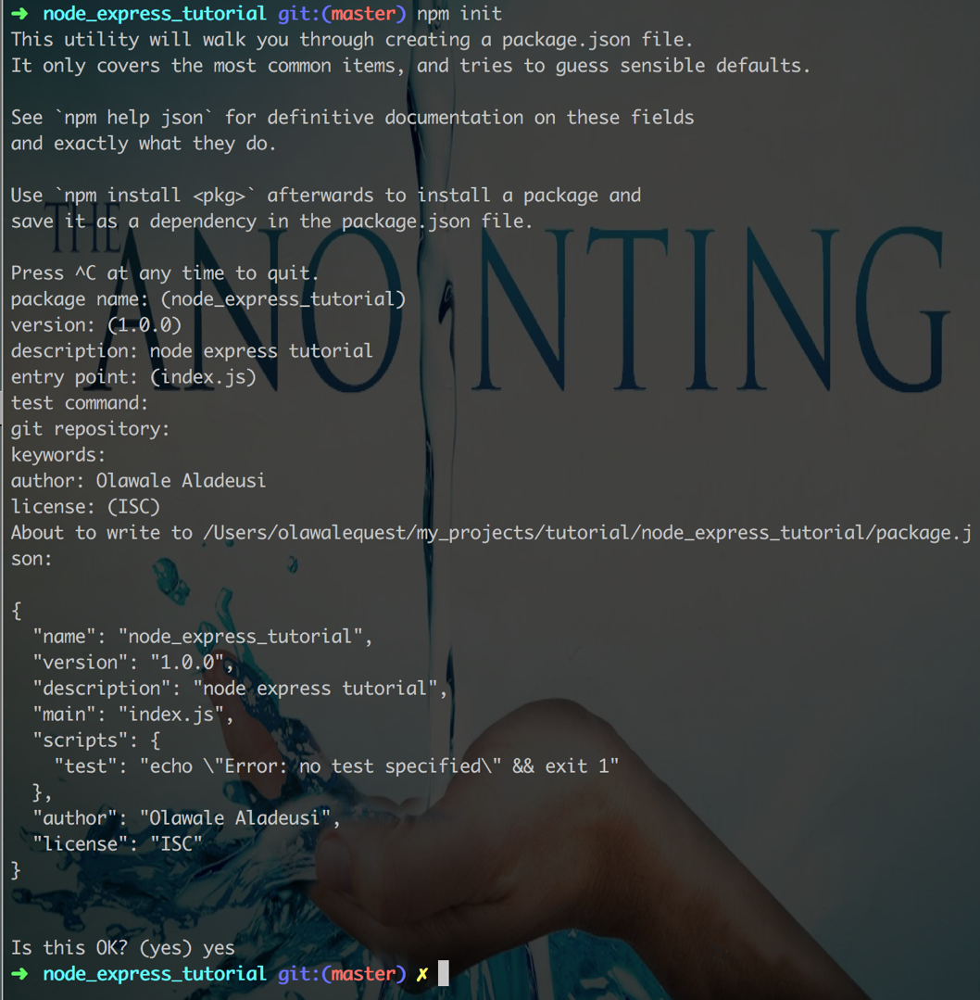 ➜ node_express_tutorial git:(master) npm init
This utility will walk you through creating a package.json file.
It only covers the most common items, and tries to guess sensible defaults.
See `npm help json` for definitive documentation on these fields
and exactly what they do.
Use `npm install <pkg>` afterwards to install a package and
save it as a dependency in the package.json file.
THE
ANOINTING
Press ^C at any time to quit.
package name: (node_express_tutorial)
version: (1.0.0)
description: node express tutorial
entry point: (index.js)
test command:
git repository:
keywords:
author: Olawale Aladeusi
license: (ISC)
About to write to /Users/olawalequest/my_projects/tutorial/node_express_tutorial/package.j
son:
{
  "name": "node_express_tutorial",
  "version": "1.0.0",
  "description": "node express tutorial",
  "main": "index.js",
  "scripts": {
    "test": "echo \"Error: no test specified\" && exit 1"
  },
  "author": "Olawale Aladeusi",
  "license": "ISC"
}
Is this OK? (yes) yes
➜ node_express_tutorial git:(master) ✗